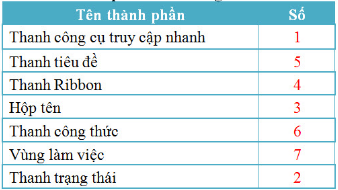 Tên thành phần Số
Thanh công cụ truy cập nhanh 1
Thanh tiêu đề 5
Thanh Ribbon 4
Hộp tên 3
Thanh công thức 6
Vùng làm việc 7
Thanh trạng thái 2